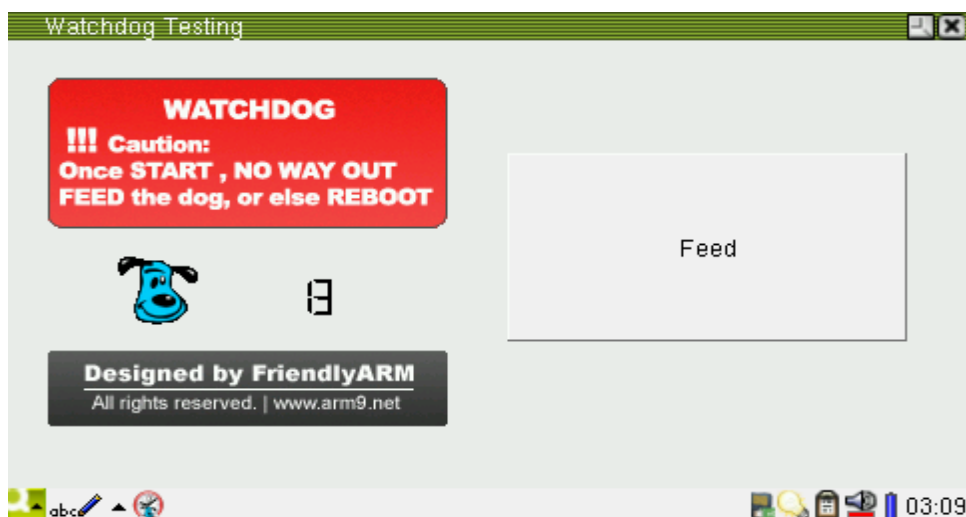 Watchdog Testing
WATCHDOG
!!! Caution:
Once START , NO WAY OUT
FEED the dog, or else REBOOT
Feed
13
Designed by FriendlyARM
All rights reserved. | www.arm9.net
abc
03:09